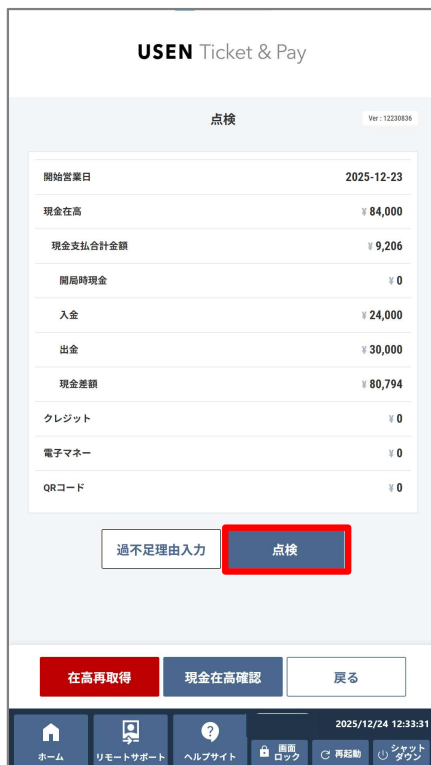 USEN Ticket & Pay
点検
Ver : 12230836
開始営業日 2025-12-23
現金在高 ¥ 84,000
現金支払合計金額 ¥ 9,206
開局時現金 ¥ 0
入金 ¥ 24,000
出金 ¥ 30,000
現金差額 ¥ 80,794
クレジット ¥ 0
電子マネー ¥ 0
QRコード ¥ 0
過不足理由入力 点検
在高再取得 現金在高確認 戻る
2025/12/24 12:33:31
ホーム リモートサポート ヘルプサイト 画面ロック 再起動 シャットダウン